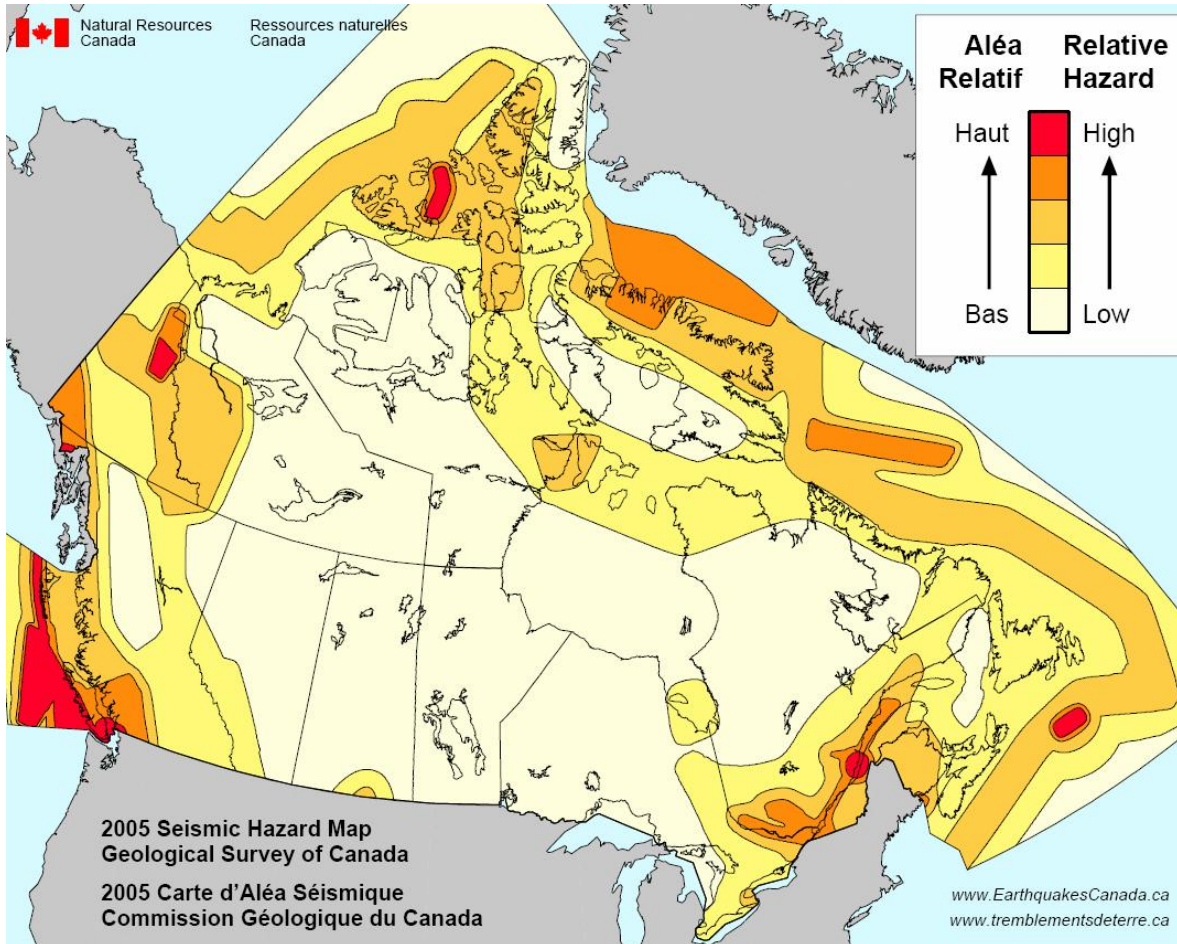 Natural Resources
Canada
Ressources naturelles
Canada
Aléa
Relatif
Relative
Hazard
Haut
High
Bas
Low
2005 Seismic Hazard Map
Geological Survey of Canada
2005 Carte d'Aléa Séismique
Commission Géologique du Canada
www.EarthquakesCanada.ca
www.tremblementsdeterre.ca